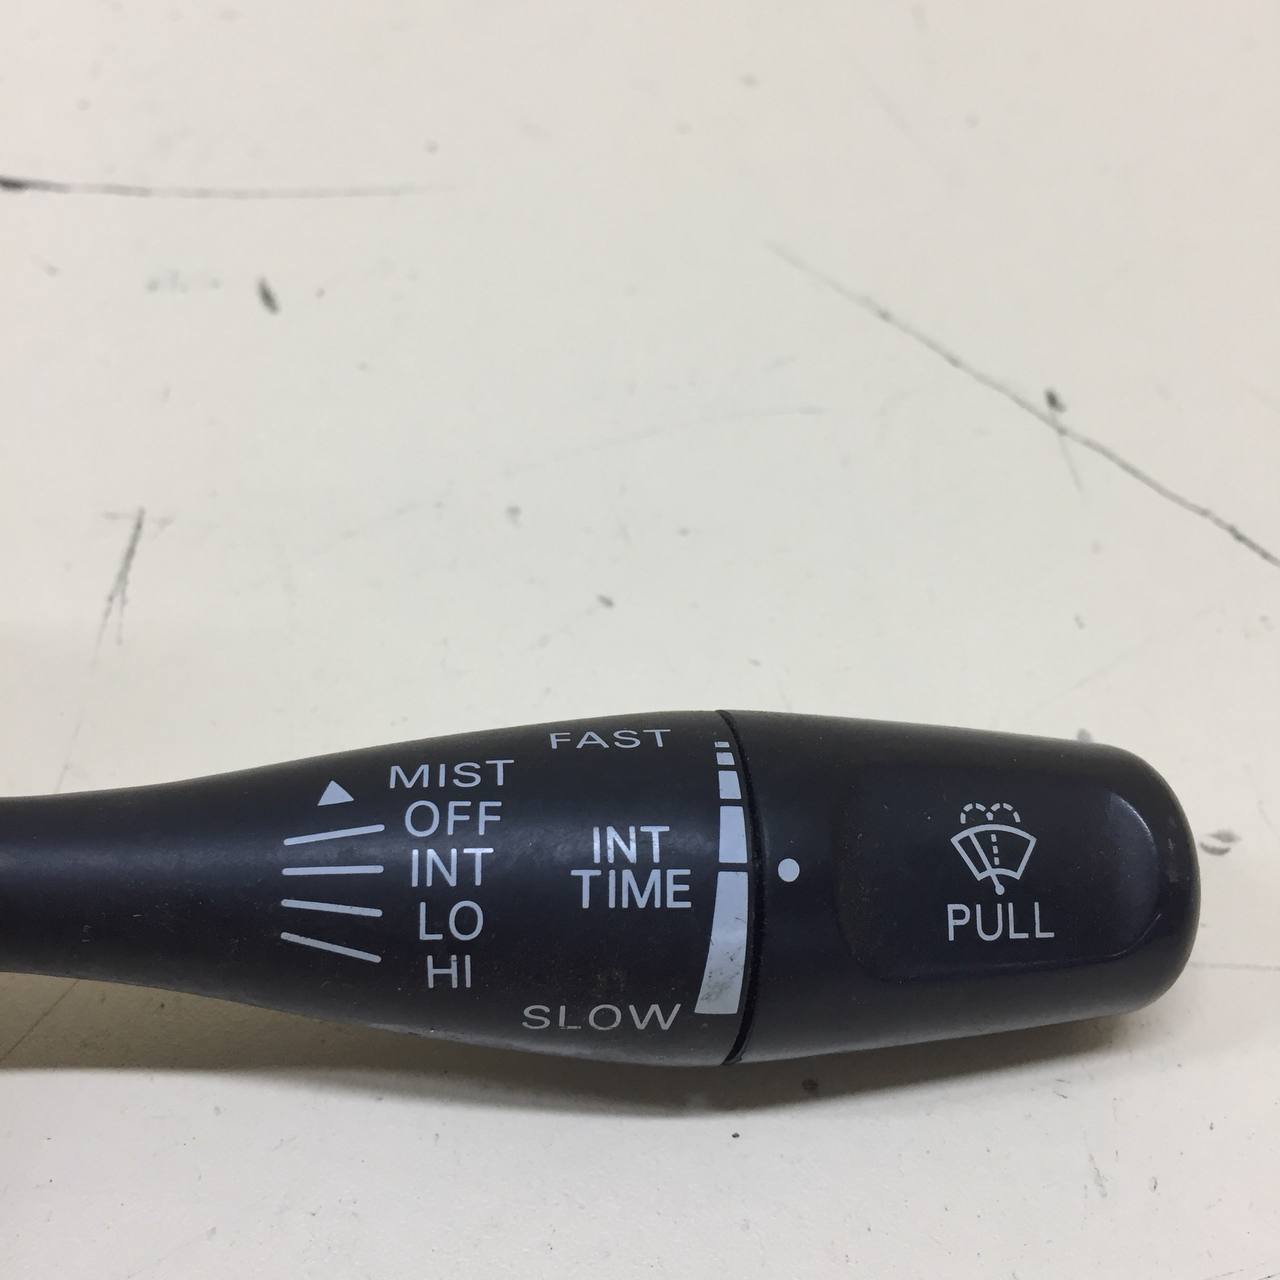 FAST
MIST
OFF
INT
LO
HI
INT
TIME
SLOW
PULL